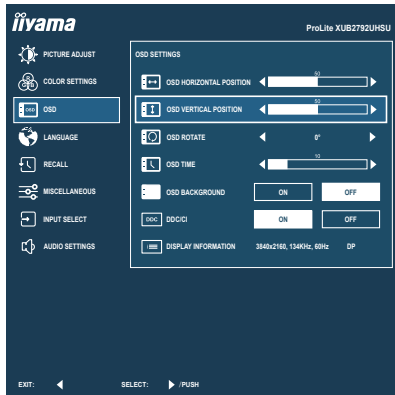 iiyama
ProLite XUB2792UHSU
PICTURE ADJUST
COLOR SETTINGS
OSD OSD
LANGUAGE
RECALL
MISCELLANEOUS
INPUT SELECT
AUDIO SETTINGS
OSD SETTINGS
OSD HORIZONTAL POSITION 50
OSD VERTICAL POSITION 50
OSD ROTATE 0°
OSD TIME 10
OSD BACKGROUND ON OFF
DDC DDC/CI ON OFF
DISPLAY INFORMATION 3840x2160, 134KHz, 60Hz DP
EXIT: SELECT: /PUSH